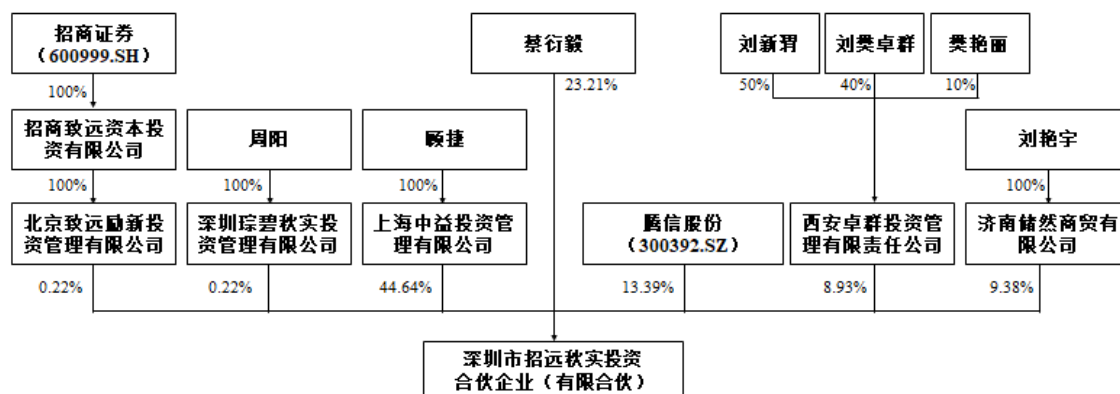 招商证券
（600999.SH）
蔡衍毅
刘新猬
刘樊卓群
樊艳丽
100%
23.21%
50%
40%
10%
招商致远资本投
资有限公司
周阳
顾捷
刘艳宇
100%
100%
100%
100%
北京致远励新投
资管理有限公司
深圳琮碧秋实投
资管理有限公司
上海中益投资管
理有限公司
腾信股份
（300392.SZ）
西安卓群投资管
理有限责任公司
济南储然商贸有
限公司
0.22%
0.22%
44.64%
13.39%
8.93%
9.38%
深圳市招远秋实投资
合伙企业（有限合伙）